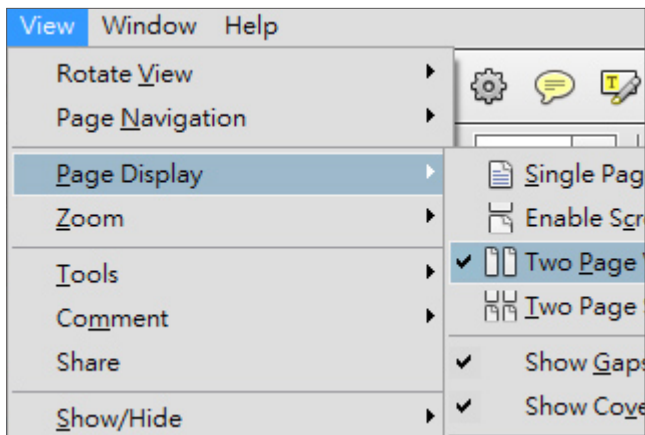 View Window Help
Rotate View
Page Navigation
Page Display
Zoom
Tools
Comment
Share
Show/Hide
T
Single Pag
Enable Scr
Two Page
Two Page
Show Gaps
Show Cove